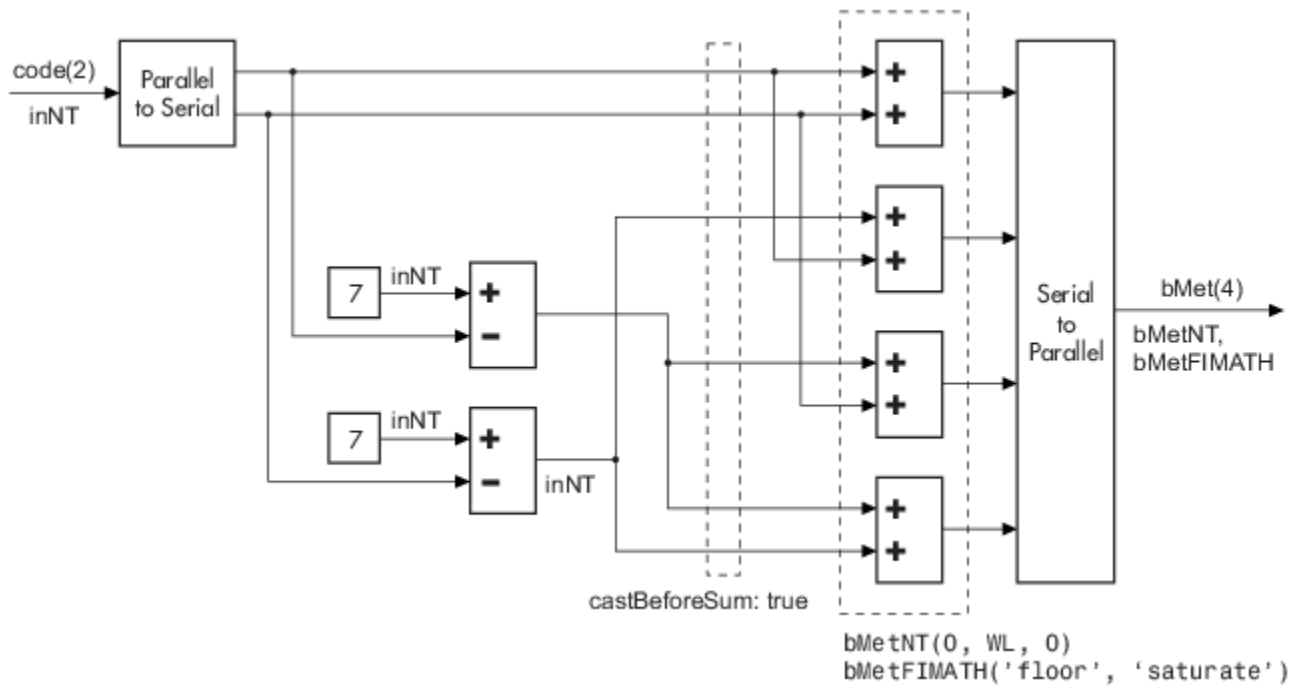 code(2)
inNT
Parallel
to Serial
+
+
+
+
7
inNT
+
−
Serial
to
Parallel
bMet(4)
bMetNT,
bMetFIMATH
+
+
7
inNT
+
−
inNT
+
+
castBeforeSum: true
bMetNT(0, WL, 0)
bMetFIMATH('floor', ‘saturate’)